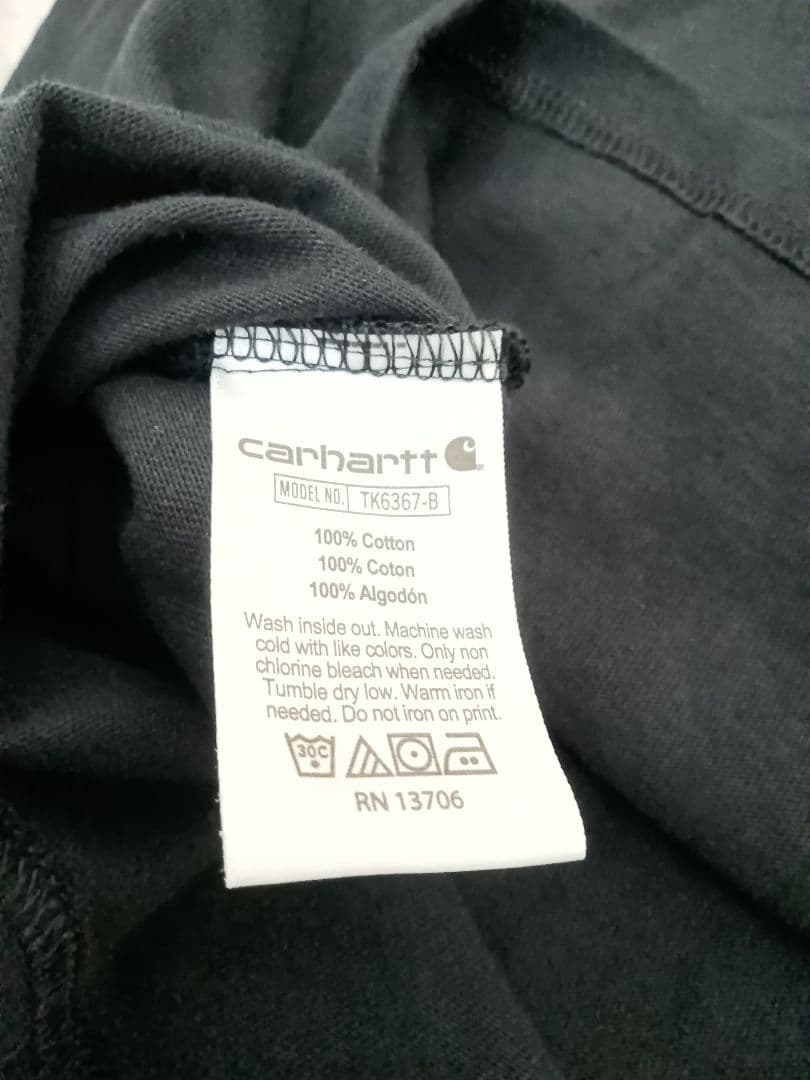 carhartt
MODEL NO. TK6367-B
100% Cotton
100% Coton
100% Algodón
Wash inside out. Machine wash
cold with like colors. Only non
chlorine bleach when needed.
Tumble dry low. Warm iron if
needed. Do not iron on print.
30C
RN 13706